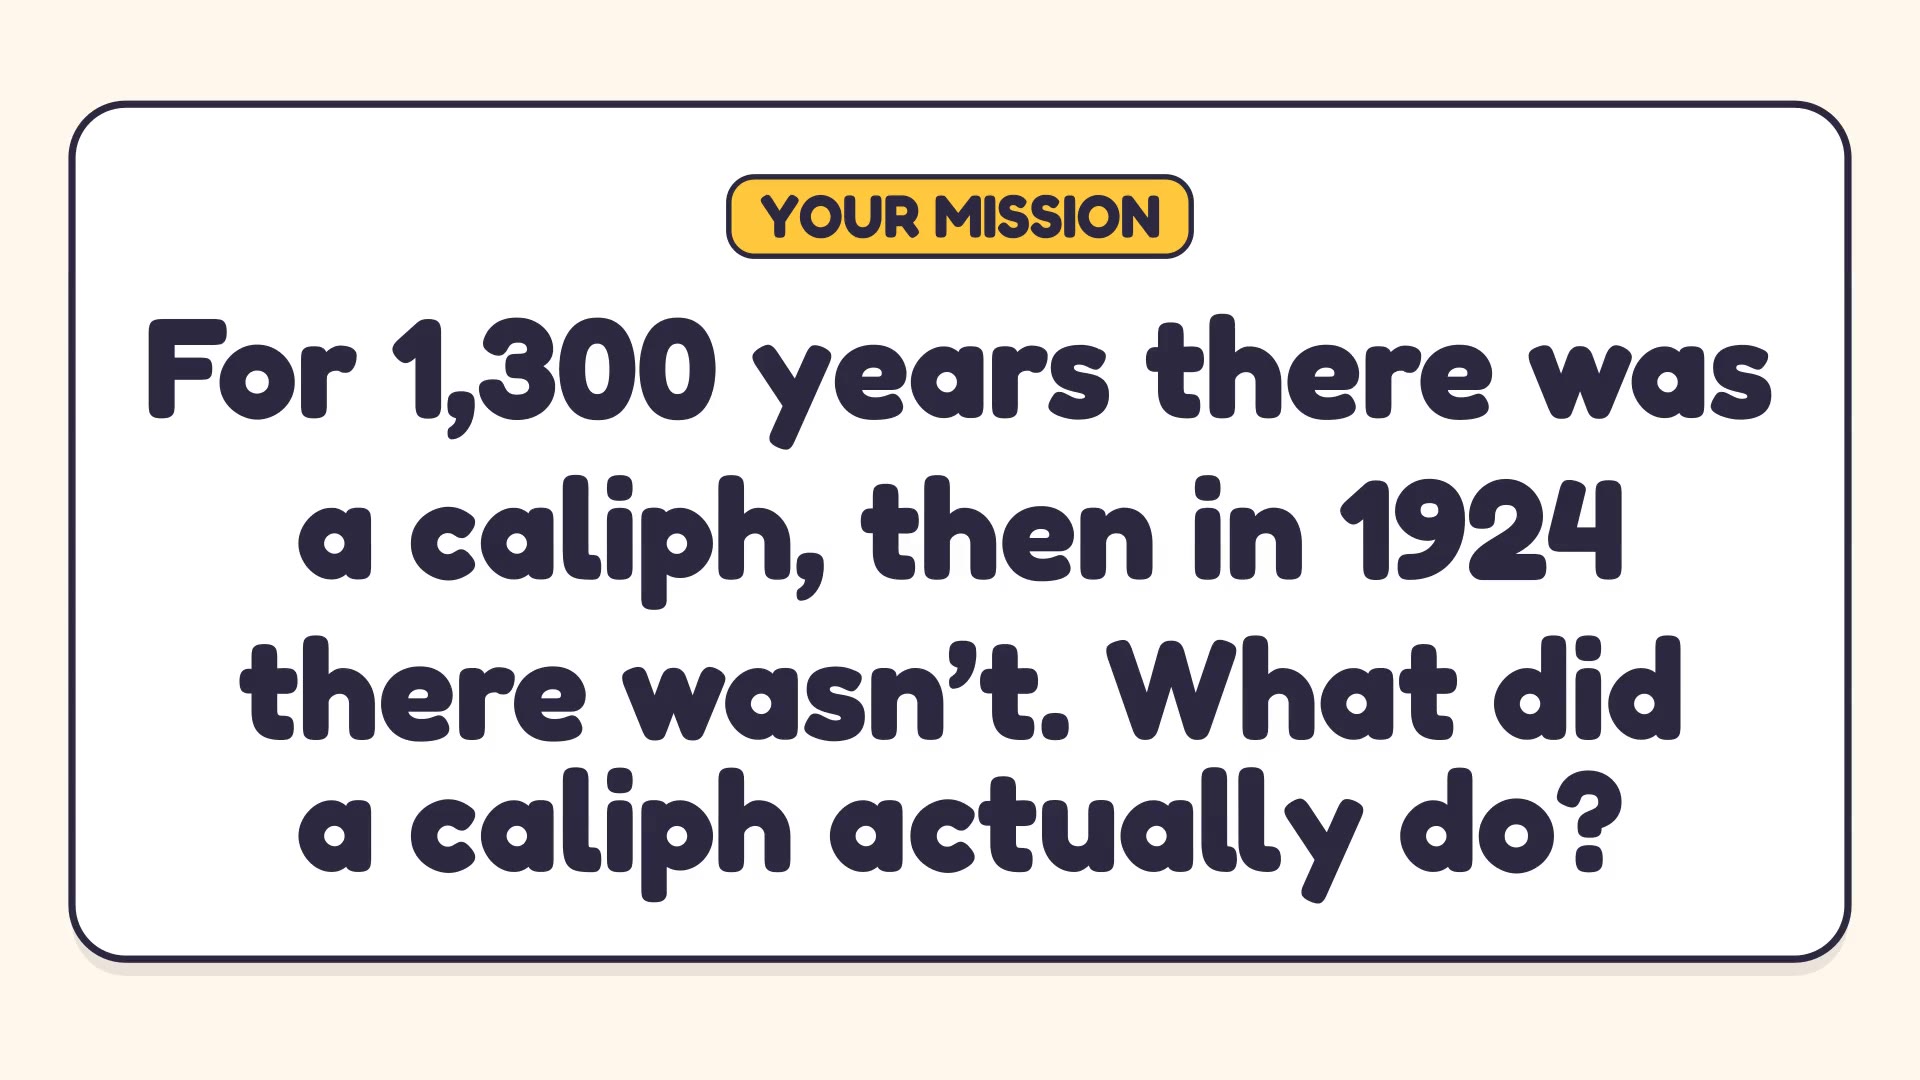 YOUR MISSION
For 1,300 years there was
a caliph, then in 1924
there wasn’t. What did
a caliph actually do?